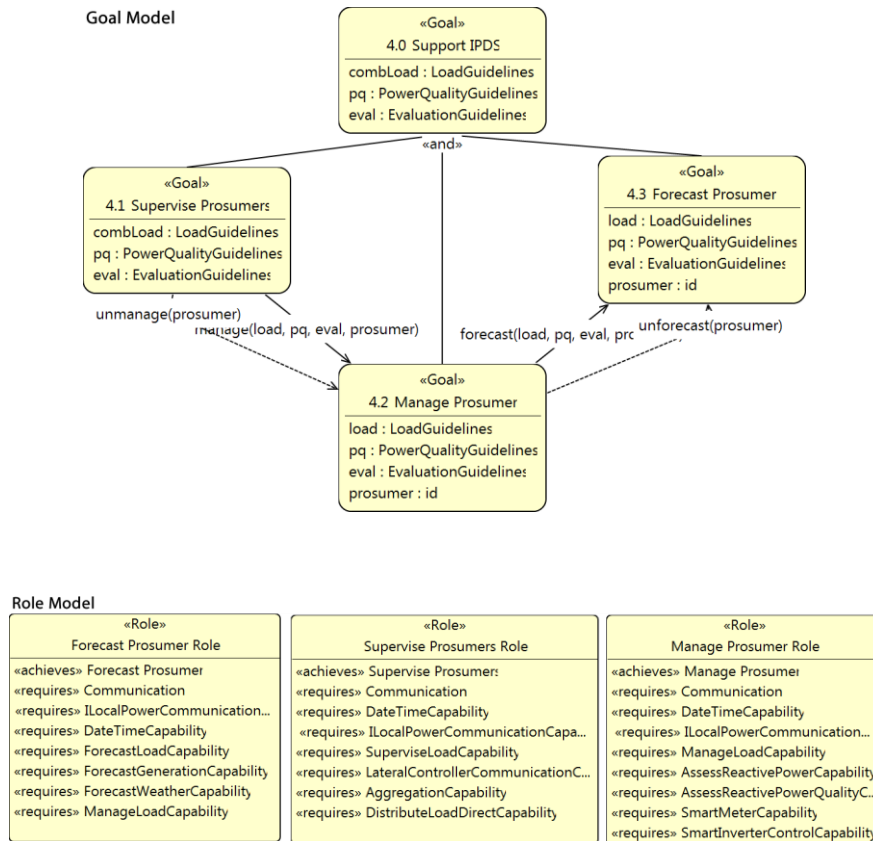 Goal Model
«Goal»
4.0 Support IPDS
combLoad : LoadGuidelines
pq : PowerQualityGuidelines
eval : EvaluationGuidelines
«and»
«Goal»
4.1 Supervise Prosumers
combLoad : LoadGuidelines
pq : PowerQualityGuidelines
eval : EvaluationGuidelines
«Goal»
4.3 Forecast Prosumer
load : LoadGuidelines
pq : PowerQualityGuidelines
eval : EvaluationGuidelines
prosumer : id
unmanage(prosumer)
manage(load, pq, eval, prosumer)
forecast(load, pq, eval, prc
unforecast(prosumer)
«Goal»
4.2 Manage Prosumer
load : LoadGuidelines
pq : PowerQualityGuidelines
eval : EvaluationGuidelines
prosumer : id
Role Model
«Role»
Forecast Prosumer Role
«achieves» Forecast Prosumer
«requires» Communication
«requires» ILocalPowerCommunication...
«requires» DateTimeCapability
«requires» ForecastLoadCapability
«requires» ForecastGenerationCapability
«requires» ForecastWeatherCapability
«requires» ManageLoadCapability
«Role»
Supervise Prosumers Role
«achieves» Supervise Prosumers
«requires» Communication
«requires» DateTimeCapability
«requires» ILocalPowerCommunicationCapa...
«requires» SuperviseLoadCapability
«requires» LateralControllerCommunicationC...
«requires» AggregationCapability
«requires» DistributeLoadDirectCapability
«Role»
Manage Prosumer Role
«achieves» Manage Prosumer
«requires» Communication
«requires» DateTimeCapability
«requires» ILocalPowerCommunication...
«requires» ManageLoadCapability
«requires» AssessReactivePowerCapability
«requires» AssessReactivePowerQualityC...
«requires» SmartMeterCapability
«requires» SmartInverterControlCapability